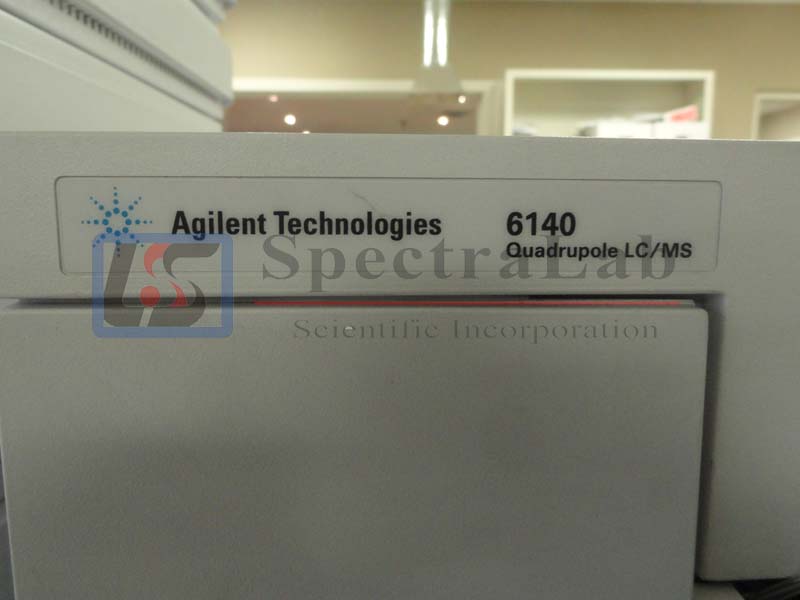 Agilent Technologies 6140
Quadrupole LC/MS
SpectraLab
Scientific Incorporation